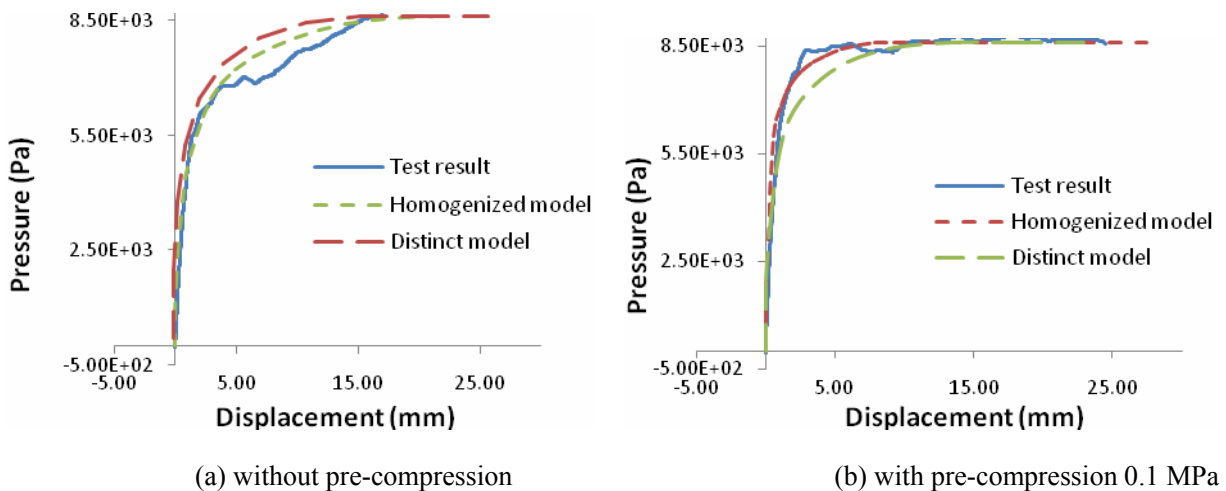 8.50E+03
5.50E+03
2.50E+03
-5.00E+02
Pressure (Pa)
Test result
Homogenized model
Distinct model
-5.00
5.00
15.00
25.00
Displacement (mm)
(a) without pre-compression
8.50E+03
5.50E+03
2.50E+03
-5.00E+02
Pressure (Pa)
Test result
Homogenized model
Distinct model
-5.00
5.00
15.00
25.00
Displacement (mm)
(b) with pre-compression 0.1 MPa